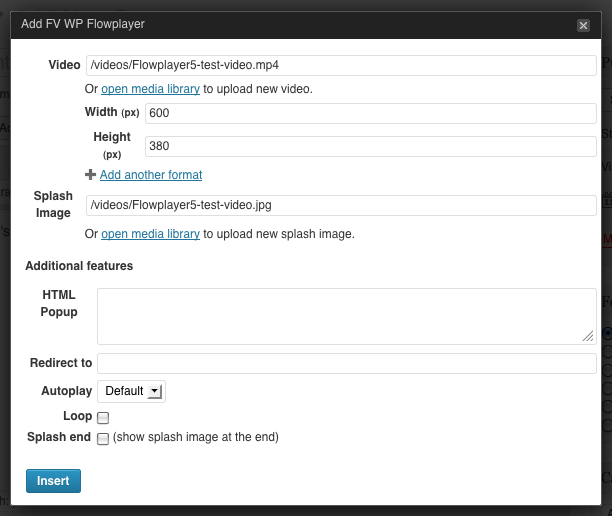 Add FV WP Flowplayer
Video /videos/Flowplayer5-test-video.mp4
Or open media library to upload new video.
Width (px) 600
Height (px) 380
Add another format
Splash Image /videos/Flowplayer5-test-video.jpg
Or open media library to upload new splash image.
Additional features
HTML Popup
Redirect to
Autoplay Default
Loop
Splash end (show splash image at the end)
Insert